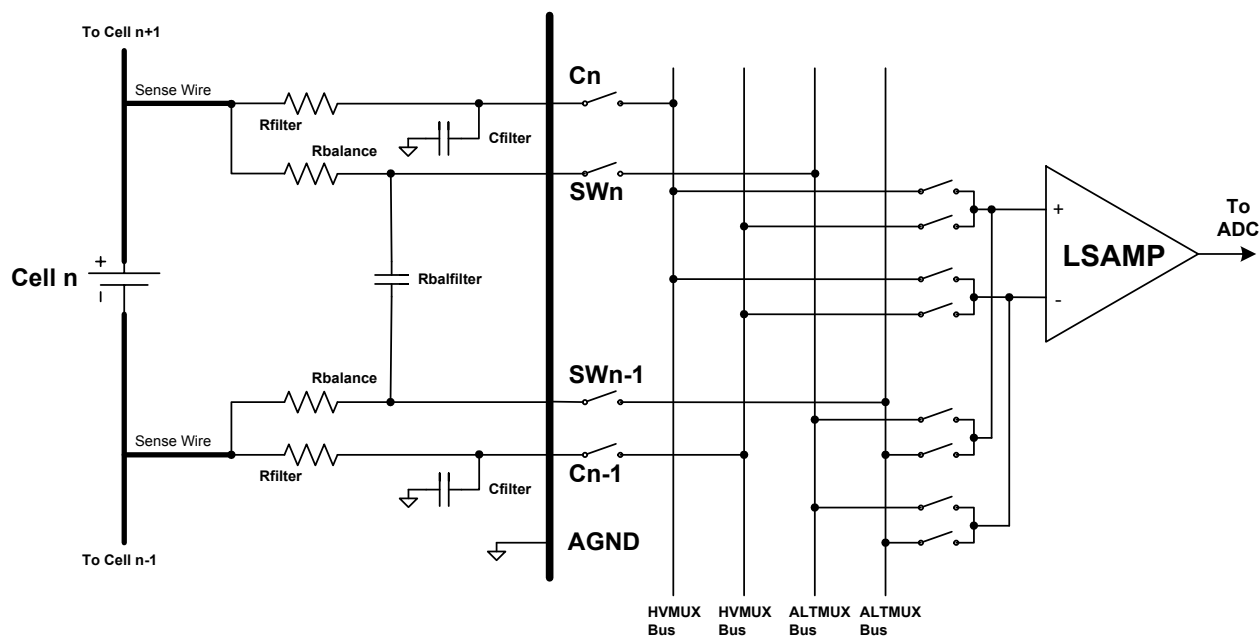 To Cell n+1
Sense Wire
Rfilter
Cfilter
Cn
Rbalance
SWn
+
-
LSAMP
To
ADC
Cell n
+
–
Rbalfilter
SWn-1
Rbalance
Sense Wire
Rfilter
Cfilter
Cn-1
AGND
To Cell n-1
HVMUX
Bus
HVMUX
Bus
ALTMUX
Bus
ALTMUX
Bus